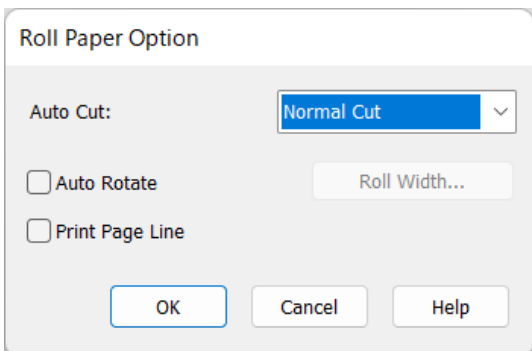 Roll Paper Option
Auto Cut: Normal Cut
Auto Rotate Roll Width...
Print Page Line
OK Cancel Help